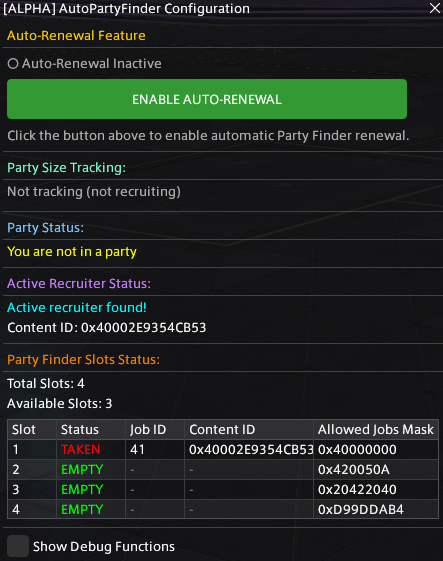 [ALPHA] AutoPartyFinder Configuration
Auto-Renewal Feature
Auto-Renewal Inactive
ENABLE AUTO-RENEWAL
Click the button above to enable automatic Party Finder renewal.
Party Size Tracking:
Not tracking (not recruiting)
Party Status:
You are not in a party
Active Recruiter Status:
Active recruiter found!
Content ID: 0x40002E9354CB53
Party Finder Slots Status:
Total Slots: 4
Available Slots: 3
Slot Status Job ID Content ID Allowed Jobs Mask
1 TAKEN 41 0x40002E9354CB53 0x40000000
2 EMPTY - - 0x420050A
3 EMPTY - - 0x20422040
4 EMPTY - - 0xD99DDAB4
Show Debug Functions